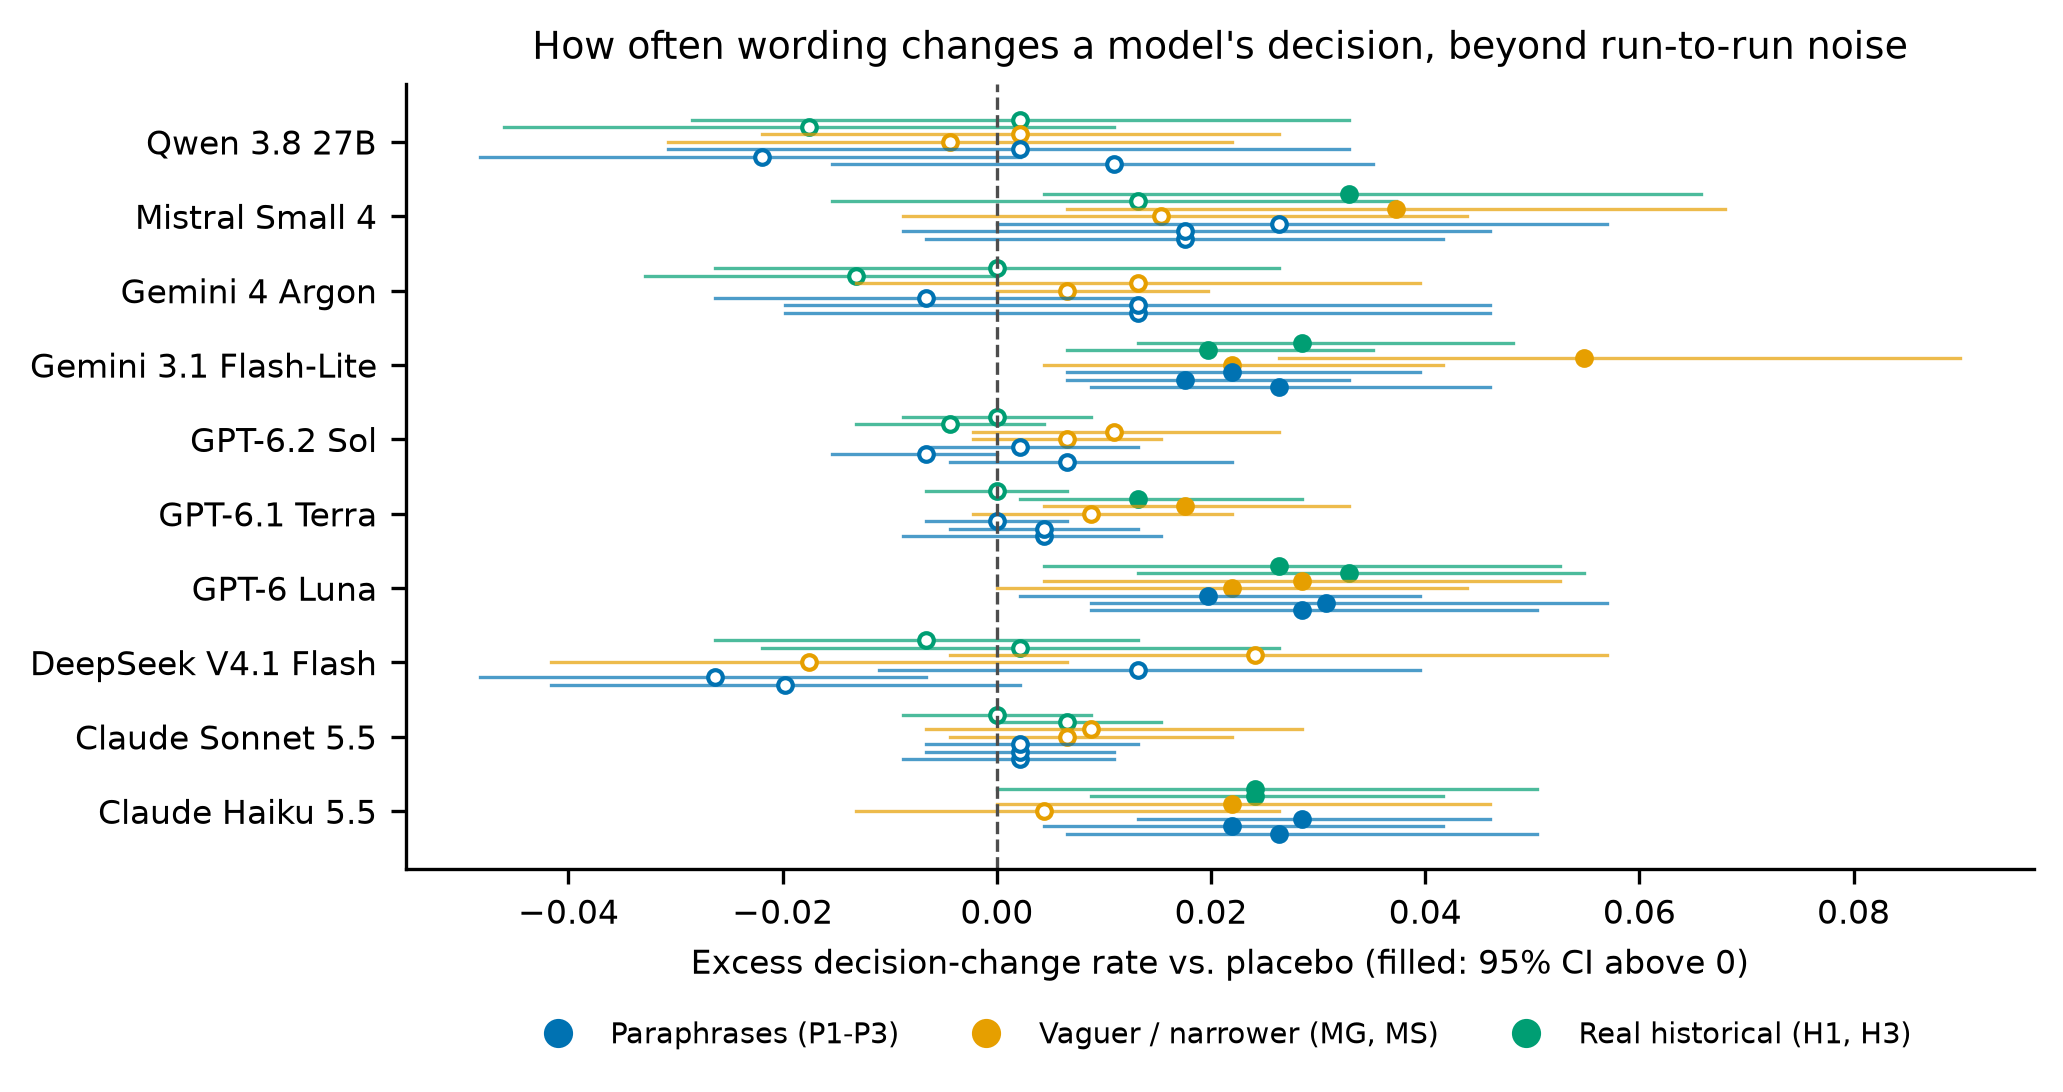 How often wording changes a model's decision, beyond run-to-run noise
Qwen 3.8 27B
Mistral Small 4
Gemini 4 Argon
Gemini 3.1 Flash-Lite
GPT-6.2 Sol
GPT-6.1 Terra
GPT-6 Luna
DeepSeek V4.1 Flash
Claude Sonnet 5.5
Claude Haiku 5.5
−0.04 −0.02 0.00 0.02 0.04 0.06 0.08
Excess decision-change rate vs. placebo (filled: 95% CI above 0)
Paraphrases (P1-P3) Vaguer / narrower (MG, MS) Real historical (H1, H3)